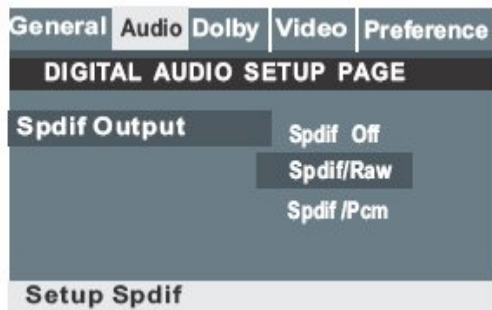 General Audio Dolby Video Preference
DIGITAL AUDIO SETUP PAGE
Spdif Output
Spdif Off
Spdif/Raw
Spdif /Pcm
Setup Spdif